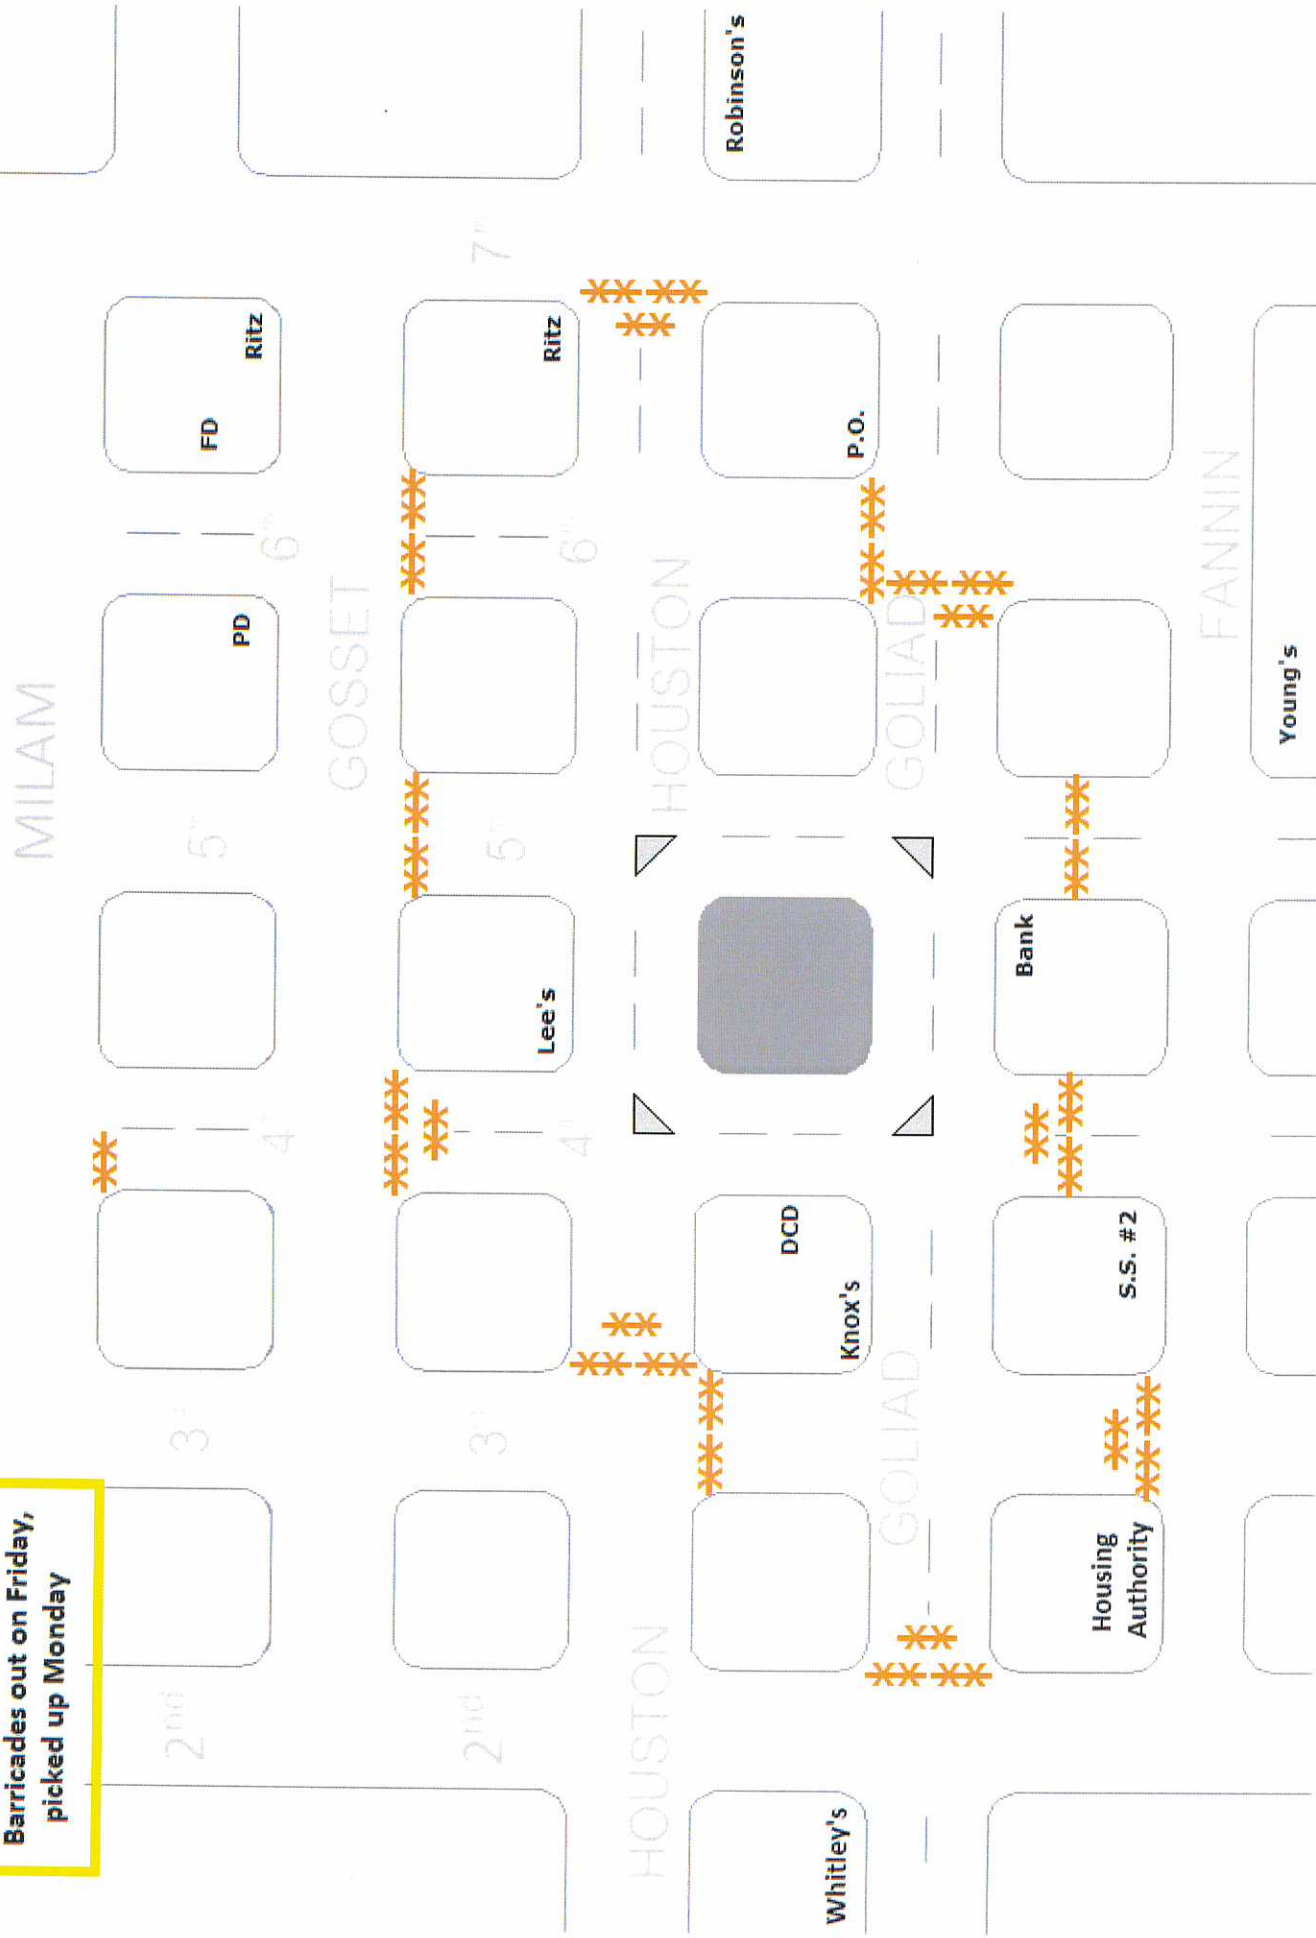 Barricades out on Friday,
picked up Monday
MILAM
2nd
3rd
5th
FD
PD
Ritz
4th
6th
GOSSET
2nd
3rd
7th
5th
Lee's
Ritz
4th
6th
HOUSTON
HOUSTON
Robinson's
DCD
Whitley's
Knox's
P.O.
GOLIAD
GOLIAD
Bank
Housing
Authority
S.S. #2
FANNIN
Young's